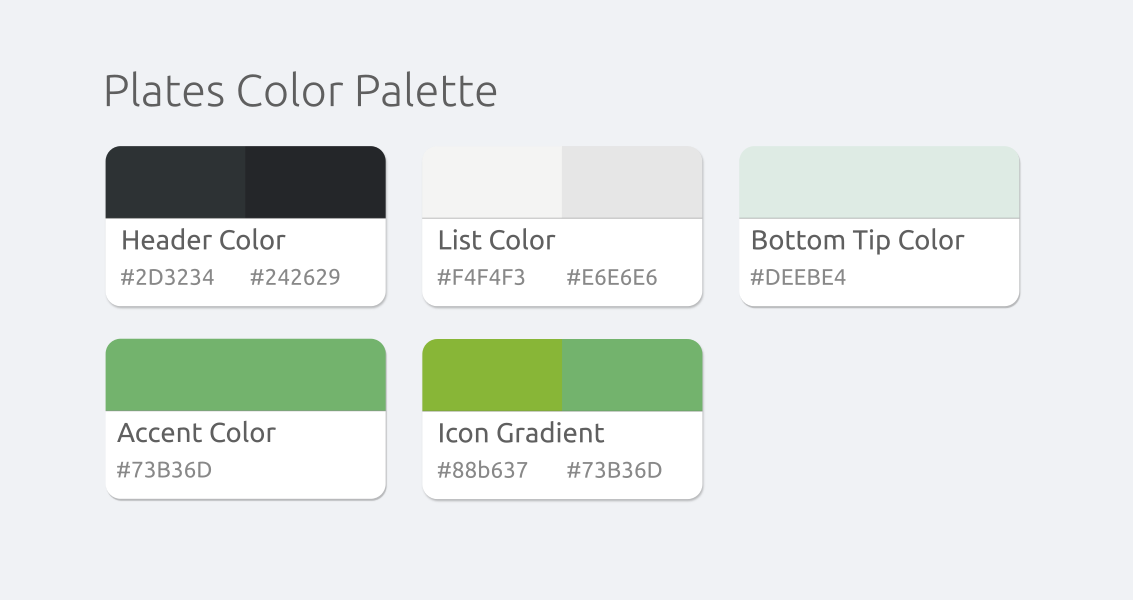 Plates Color Palette
Header Color
#2D3234 #242629
List Color
#F4F4F3 #E6E6E6
Bottom Tip Color
#DEEBE4
Accent Color
#73B36D
Icon Gradient
#88b637 #73B36D